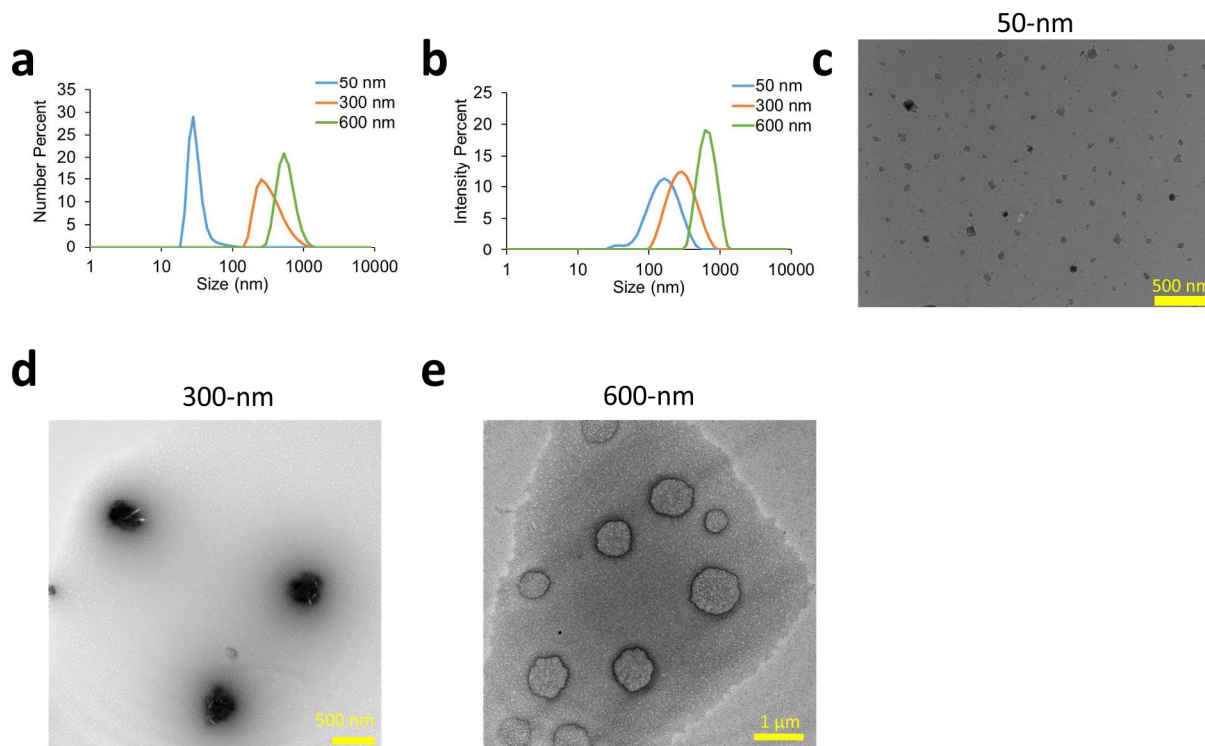 a
50 nm
300 nm
600 nm
Number Percent
35
30
25
20
15
10
5
0
1 10 100 1000 10000
Size (nm)
b
50 nm
300 nm
600 nm
Intensity Percent
25
20
15
10
5
0
1 10 100 1000 10000
Size (nm)
c
50-nm
500 nm
d
300-nm
500 nm
e
600-nm
1 µm